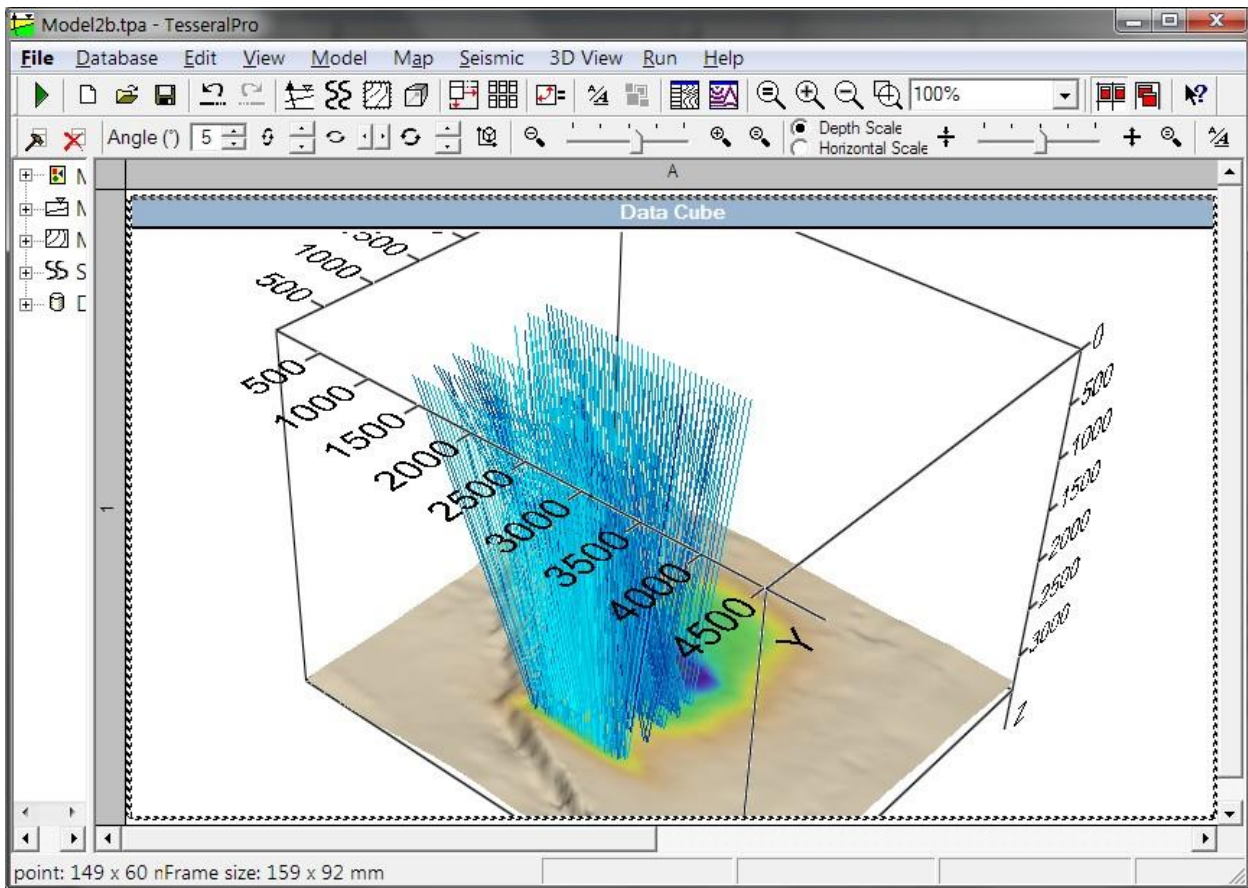 Model2b.tpa - TesseralPro
File Database Edit View Model Map Seismic 3D View Run Help
100%
Angle (°) 5 Depth Scale
Horizontal Scale
A
Data Cube
N
N
N
S
D
1
1500
1000
500
500
1000
1500
2000
2500
3000
3500
4000
4500
Y
0
500
1000
1500
2000
2500
3000
Z
point: 149 x 60 nFrame size: 159 x 92 mm